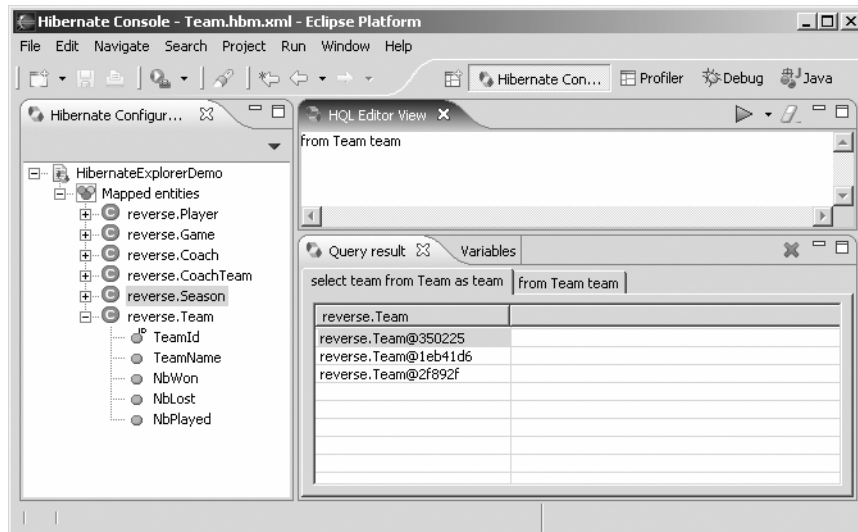 Hibernate Console - Team.hbm.xml - Eclipse Platform
File Edit Navigate Search Project Run Window Help
Hibernate Con... Profiler Debug Java
Hibernate Configur...
HibernateExplorerDemo
Mapped entities
reverse.Player
reverse.Game
reverse.Coach
reverse.CoachTeam
reverse.Season
reverse.Team
TeamId
TeamName
NbWon
NbLost
NbPlayed
HQL Editor View
from Team team
Query result Variables
select team from Team as team from Team team
reverse.Team
reverse.Team@350225
reverse.Team@1eb41d6
reverse.Team@2f892f